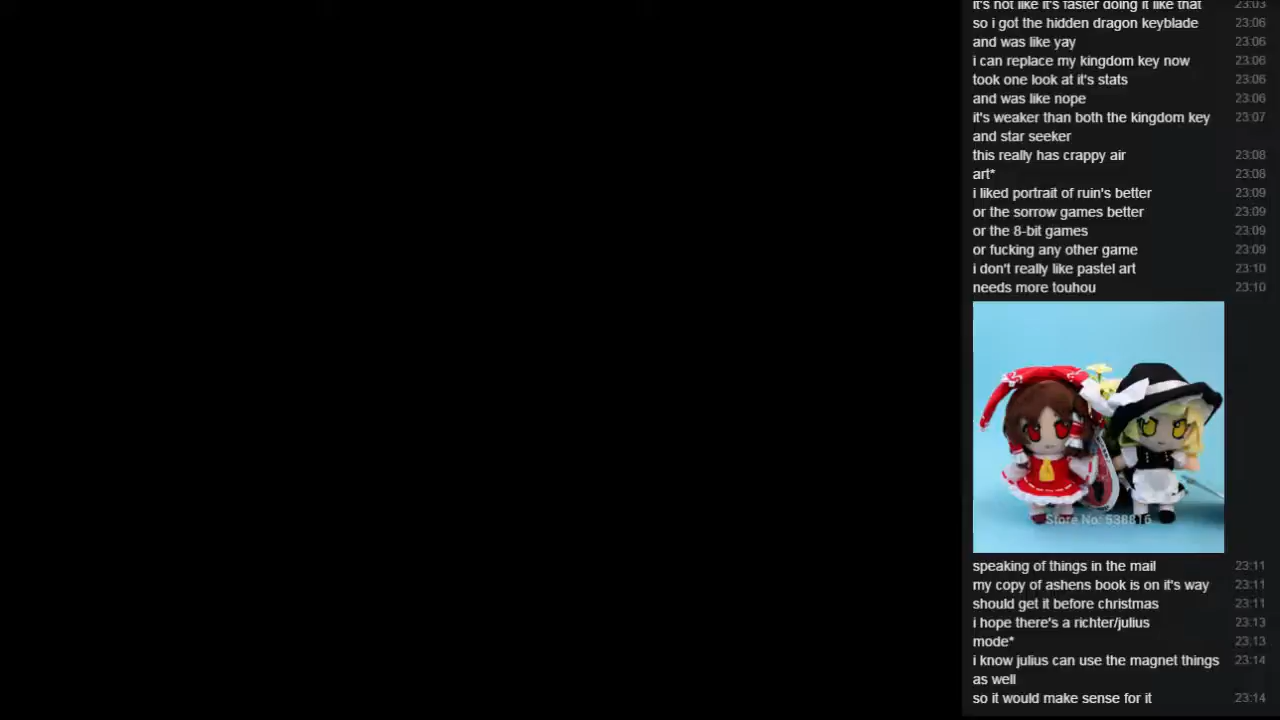 it's not like it's faster doing it like that 23:03
so i got the hidden dragon keyblade 23:06
and was like yay 23:06
i can replace my kingdom key now 23:06
took one look at it's stats 23:06
and was like nope 23:06
it's weaker than both the kingdom key 23:07
and star seeker
this really has crappy air 23:08
art* 23:08
i liked portrait of ruin's better 23:09
or the sorrow games better 23:09
or the 8-bit games 23:09
or fucking any other game 23:09
i don't really like pastel art 23:10
needs more touhou 23:10
Store No: 538816
speaking of things in the mail 23:11
my copy of ashens book is on it's way 23:11
should get it before christmas 23:11
i hope there's a richter/julius 23:13
mode* 23:13
i know julius can use the magnet things 23:14
as well
so it would make sense for it 23:14